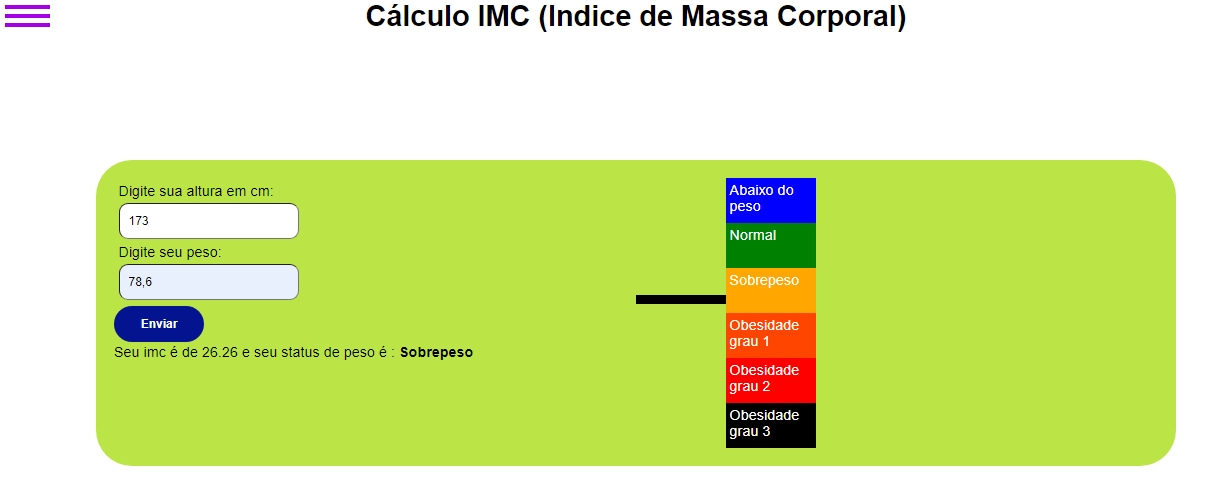 Cálculo IMC (Indice de Massa Corporal)
Digite sua altura em cm:
173
Digite seu peso:
78,6
Enviar
Seu imc é de 26.26 e seu status de peso é : Sobrepeso
Abaixo do
peso
Normal
Sobrepeso
Obesidade
grau 1
Obesidade
grau 2
Obesidade
grau 3